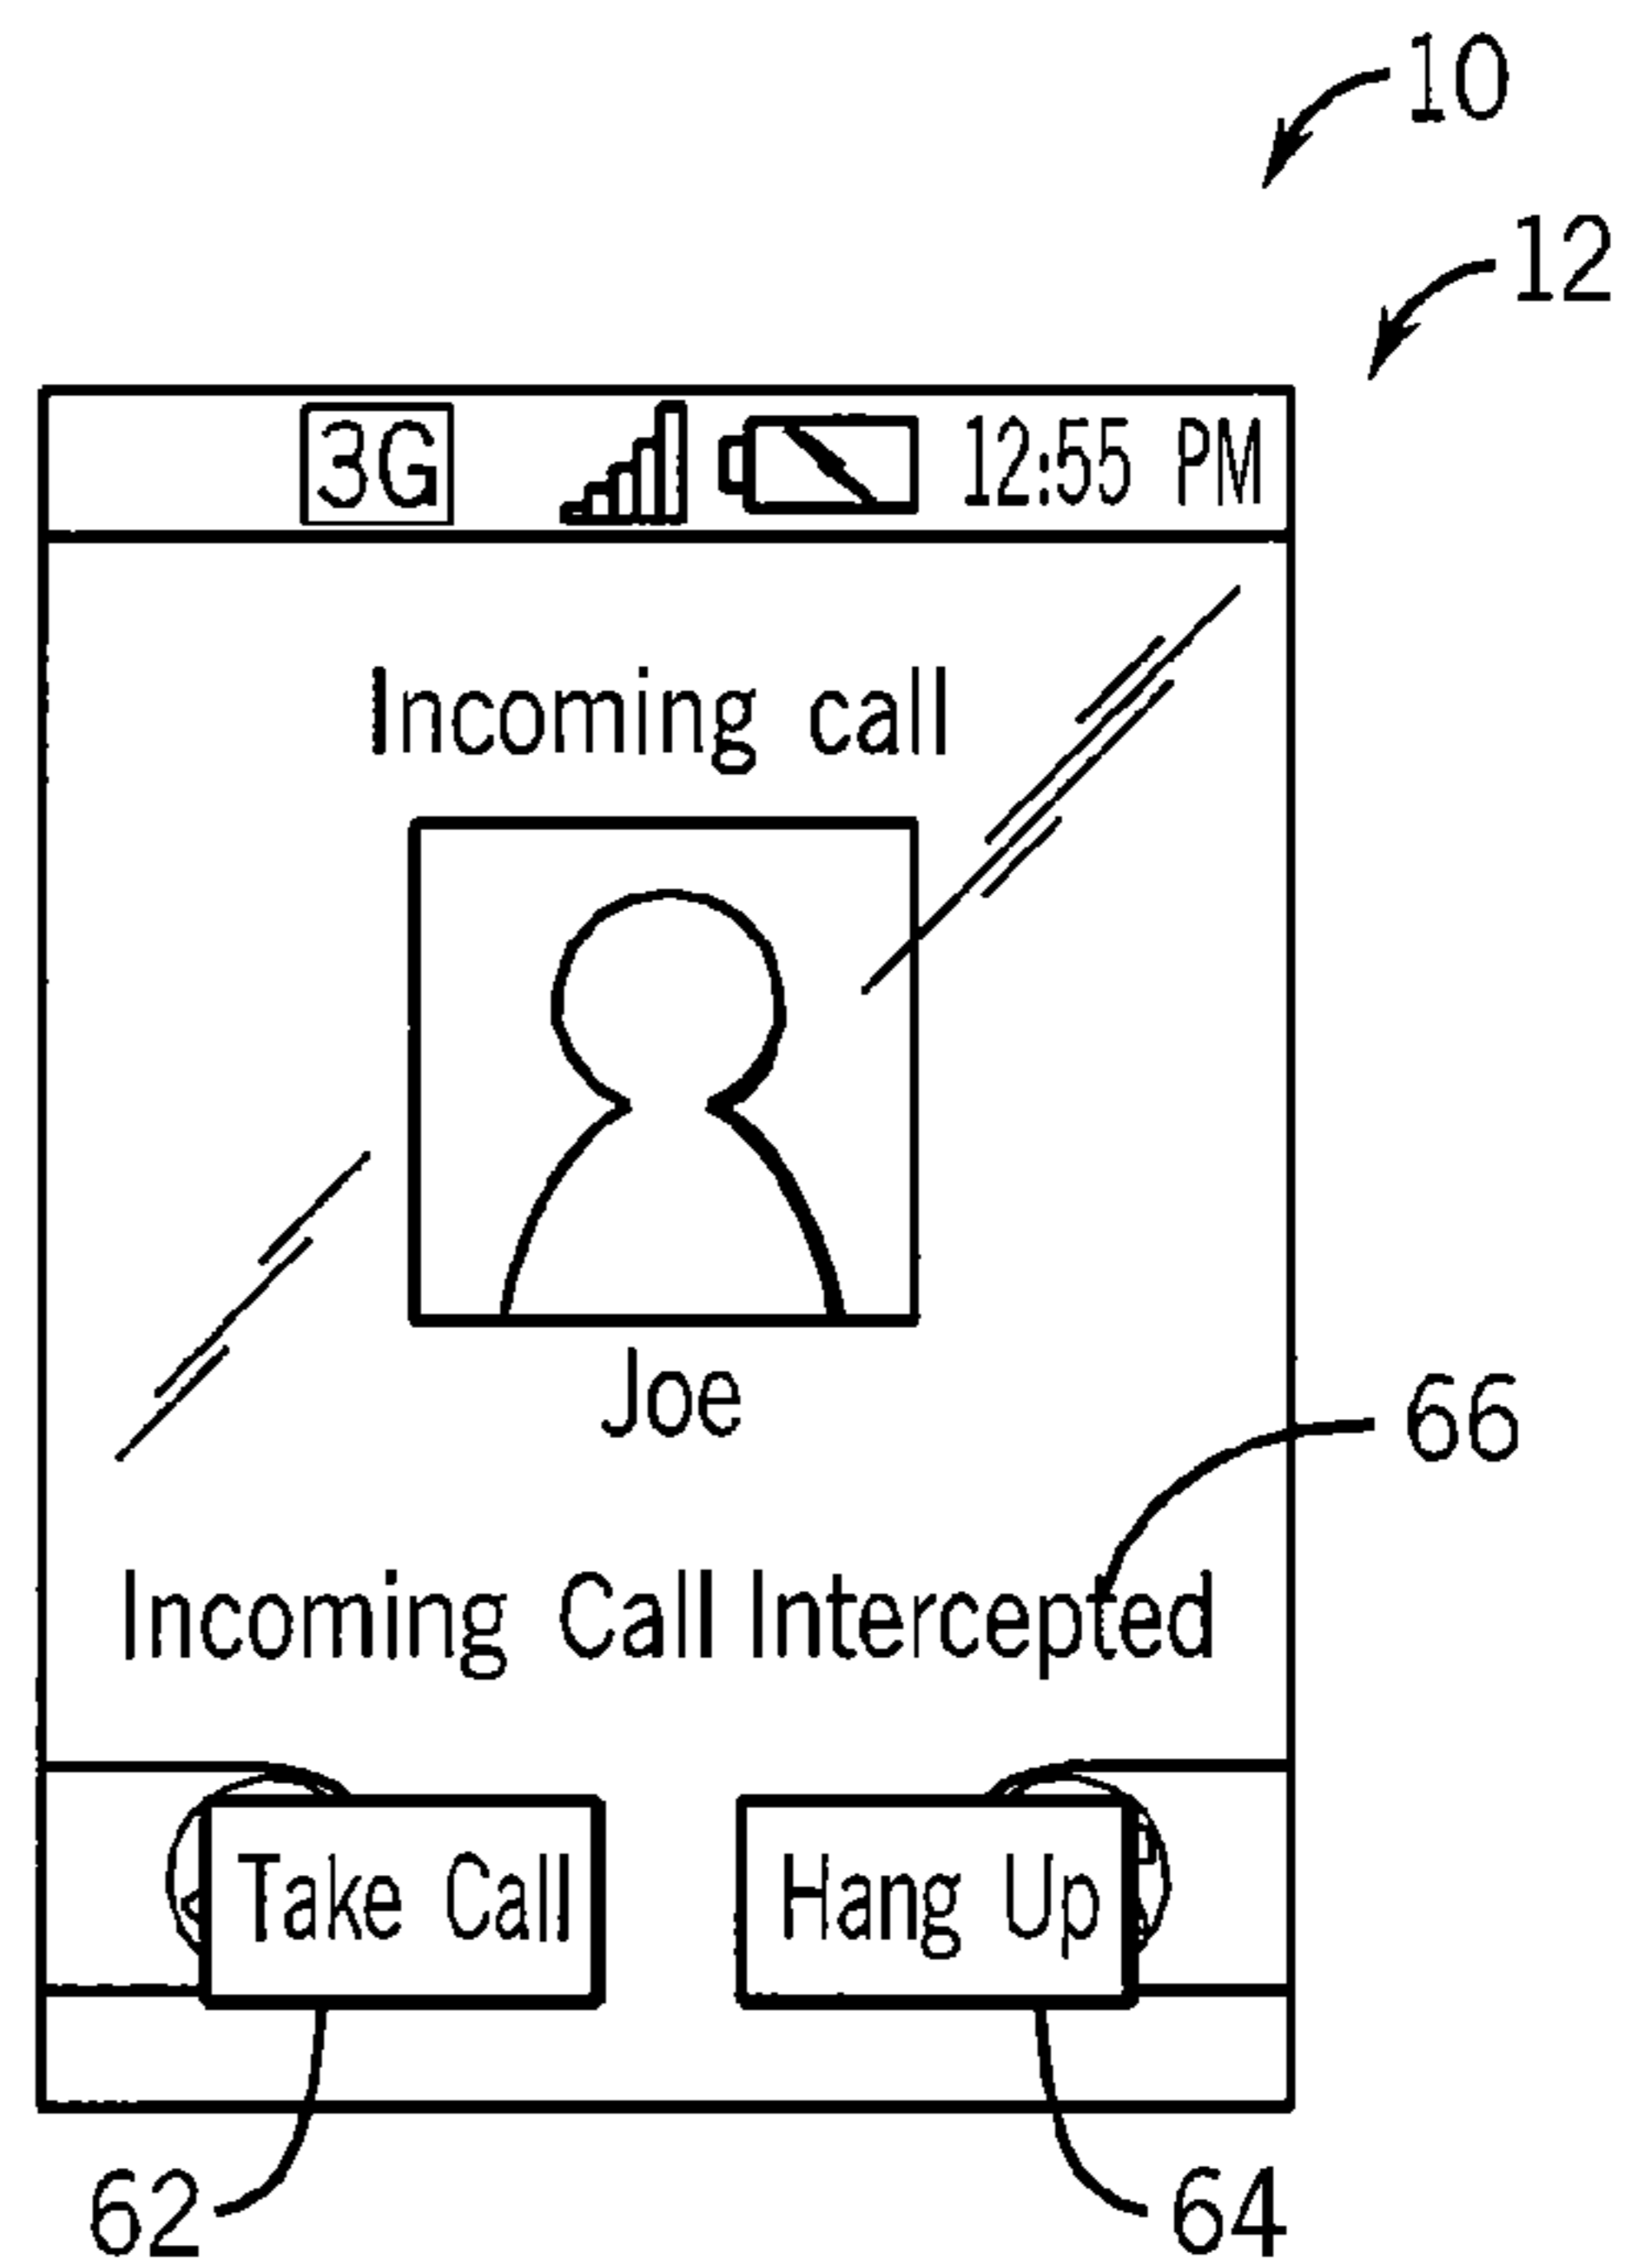 10
12
3G 12:55 PM
Incoming call
Joe
66
Incoming Call Intercepted
Take Call Hang Up
62 64